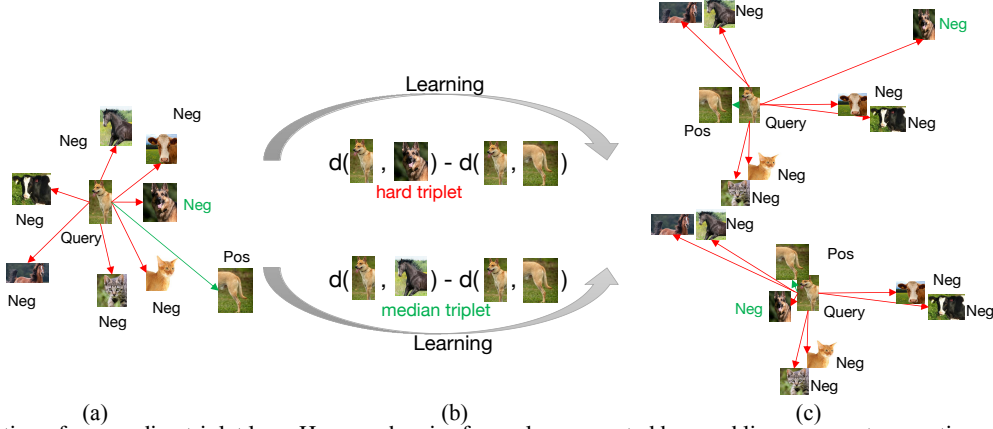 Neg
Neg
Neg
Neg
Query
Neg
Neg
Neg
Neg
Pos
(a)
Learning
d( , ) - d( , )
hard triplet
d( , ) - d( , )
median triplet
Learning
(b)
Neg
Neg
Neg
Neg
Pos
Query
Neg
Neg
Neg
Pos
Neg
Neg
Neg
Query
Neg
Neg
(c)